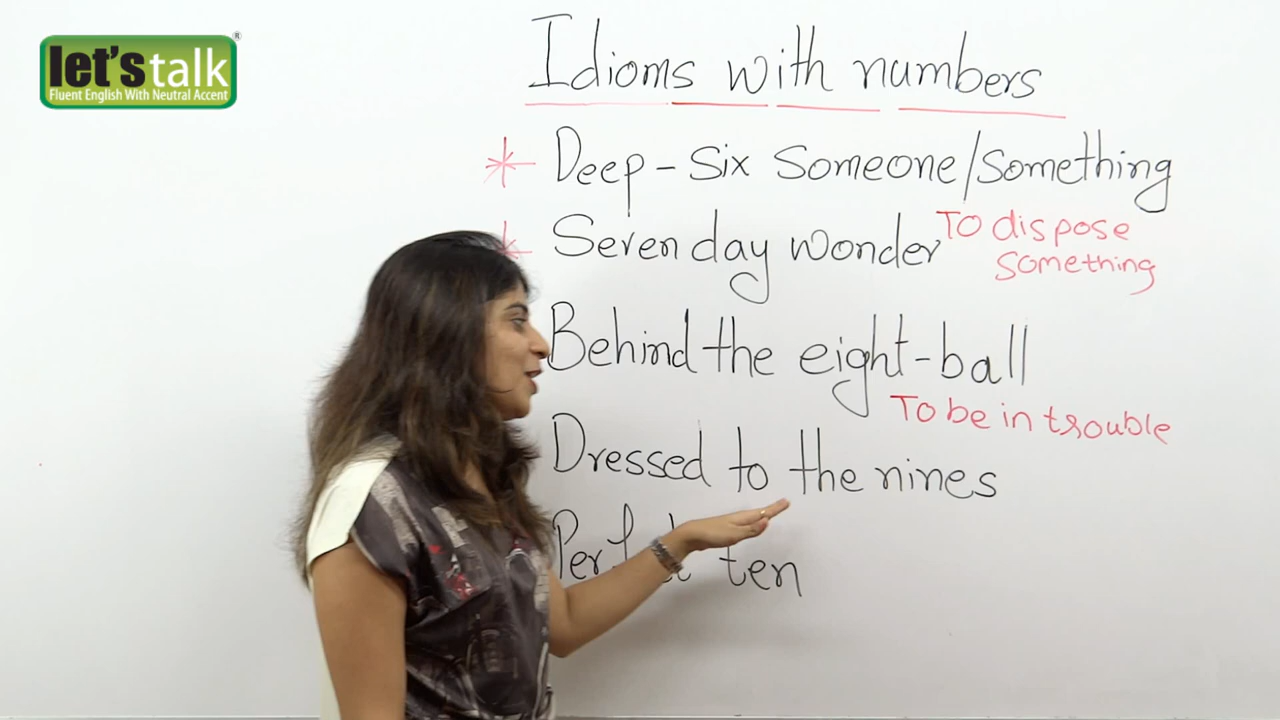 let's talk®
Fluent English With Neutral Accent
Idioms with numbers
* Deep-six Someone/Something
* Seven day wonder
To dispose
something
Behind the eight-ball
To be in trouble
Dressed to the nines
ten